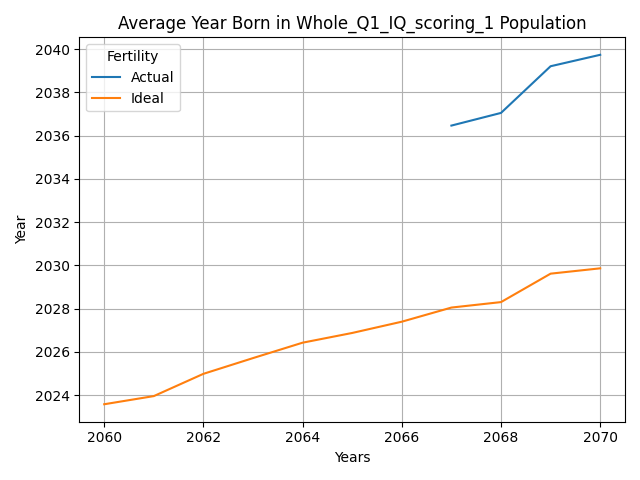 Average Year Born in Whole_Q1_IQ_scoring_1 Population
Fertility
Actual
Ideal
2040
2038
2036
2034
2032
2030
2028
2026
2024
Year
2060 2062 2064 2066 2068 2070
Years